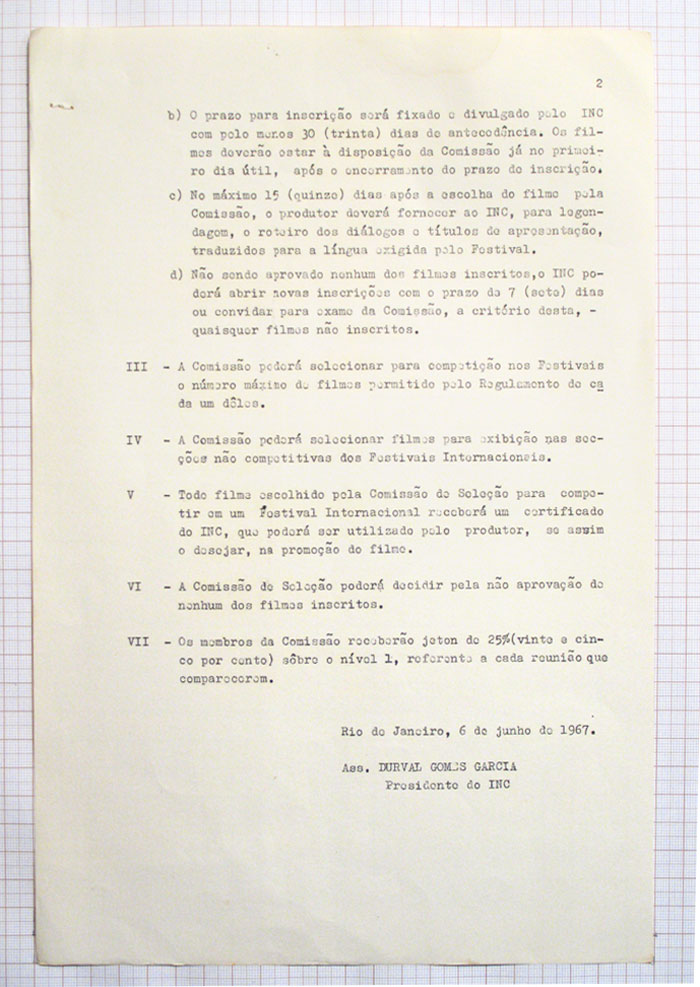 2
b) O prazo para inscrição será fixado e divulgado pelo INC
com pelo menos 30 (trinta) dias de antecedência. Os fil-
mes deverão estar à disposição da Comissão já no primei-
ro dia útil, após o encerramento do prazo de inscrição.
c) No máximo 15 (quinze) dias após a escolha do filme pela
Comissão, o produtor deverá fornecer ao INC, para legen-
dagem, o roteiro dos diálogos e títulos de apresentação,
traduzidos para a língua exigida pelo Festival.
d) Não sendo aprovado nenhum dos filmes inscritos,o INC po-
derá abrir novas inscrições com o prazo de 7 (sete) dias
ou convidar para exame da Comissão, a critério desta, -
quaisquer filmes não inscritos.
III - A Comissão poderá selecionar para competição nos Festivais
o número máximo de filmes permitido pelo Regulamento de ca
da um dêles.
IV - A Comissão poderá selecionar filmes para exibição nas sec-
ções não competitivas dos Festivais Internacionais.
V - Todo filme escolhido pela Comissão de Seleção para compe-
tir em um Festival Internacional receberá um certificado
do INC, que poderá ser utilizado pelo produtor, se assim
o desejar, na promoção do filme.
VI - A Comissão de Seleção poderá decidir pela não aprovação de
nenhum dos filmes inscritos.
VII - Os membros da Comissão receberão jeton de 25%(vinte e cin-
co por cento) sôbre o nível 1, referente a cada reunião que
comparecerem.
Rio de Janeiro, 6 de junho de 1967.
Ass. DURVAL GOMES GARCIA
Presidente do INC